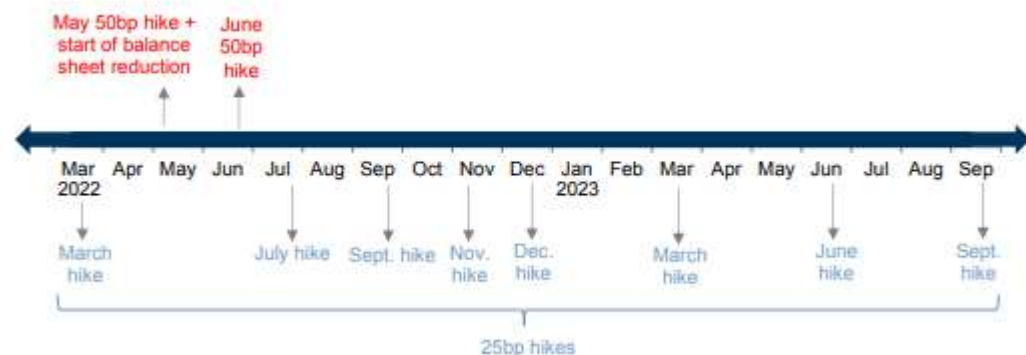 May 50bp hike +
start of balance
sheet reduction
June
50bp
hike
Mar Apr May Jun Jul Aug Sep Oct Nov Dec Jan Feb Mar Apr May Jun Jul Aug Sep
2022 2023
March
hike
July hike
Sept. hike
Nov.
hike
Dec.
hike
March
hike
June
hike
Sept.
hike
25bp hikes